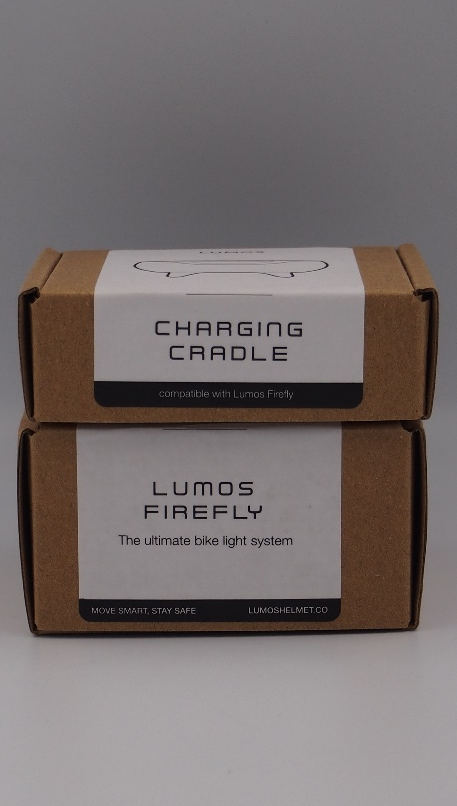 LUMOS
CHARGING
CRADLE
compatible with Lumos Firefly
LUMOS
FIREFLY
The ultimate bike light system
MOVE SMART, STAY SAFE
LUMOSHELMET.CO